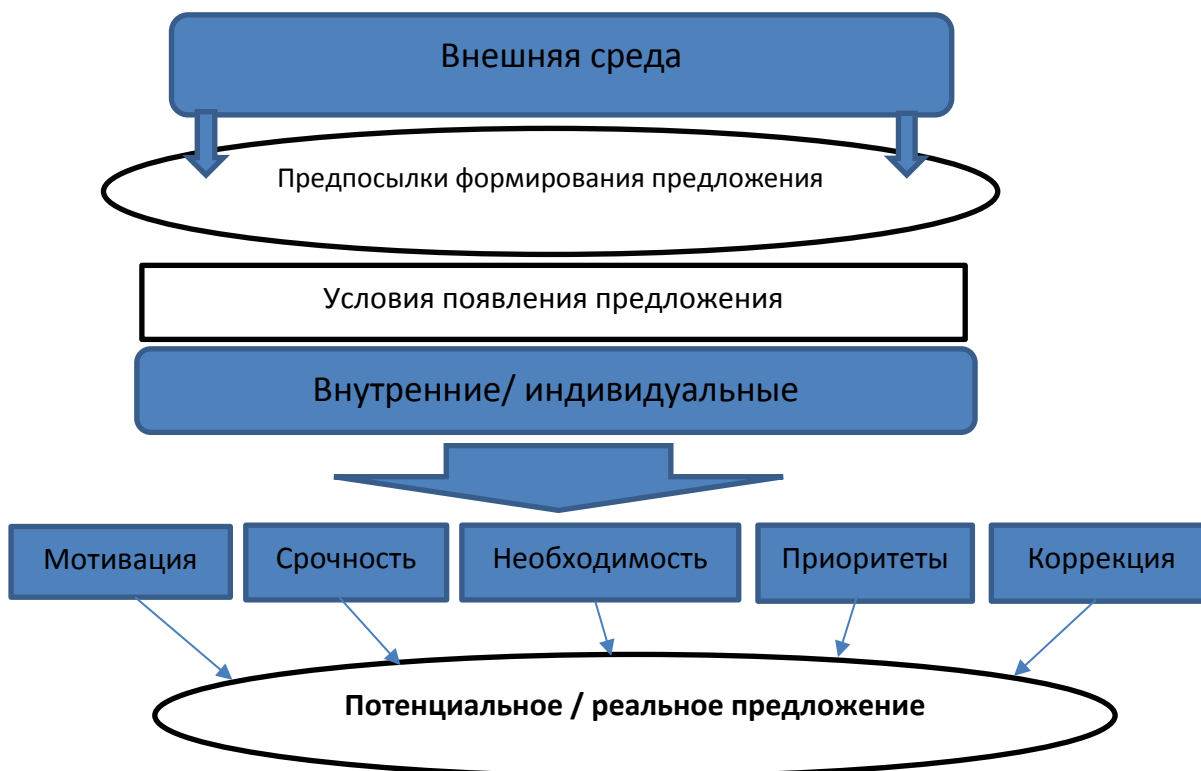 Внешняя среда
Предпосылки формирования предложения
Условия появления предложения
Внутренние/ индивидуальные
Мотивация
Срочность
Необходимость
Приоритеты
Коррекция
Потенциальное / реальное предложение